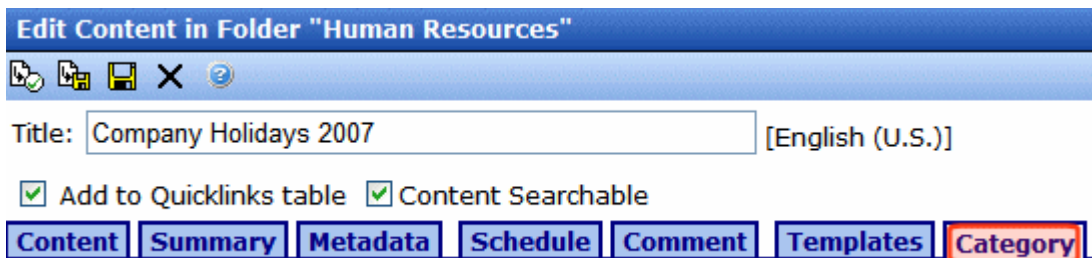 Edit Content in Folder "Human Resources"
Title: Company Holidays 2007 [English (U.S.)]
Add to Quicklinks table Content Searchable
Content Summary Metadata Schedule Comment Templates Category